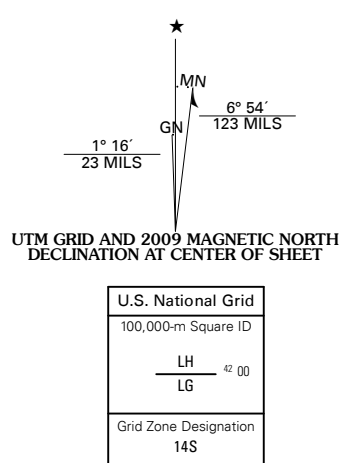 ★
MN
GN
6° 54´
123 MILS
1° 16´
23 MILS
UTM GRID AND 2009 MAGNETIC NORTH
DECLINATION AT CENTER OF SHEET
U.S. National Grid
100,000-m Square ID
LH
42 00
LG
Grid Zone Designation
14S